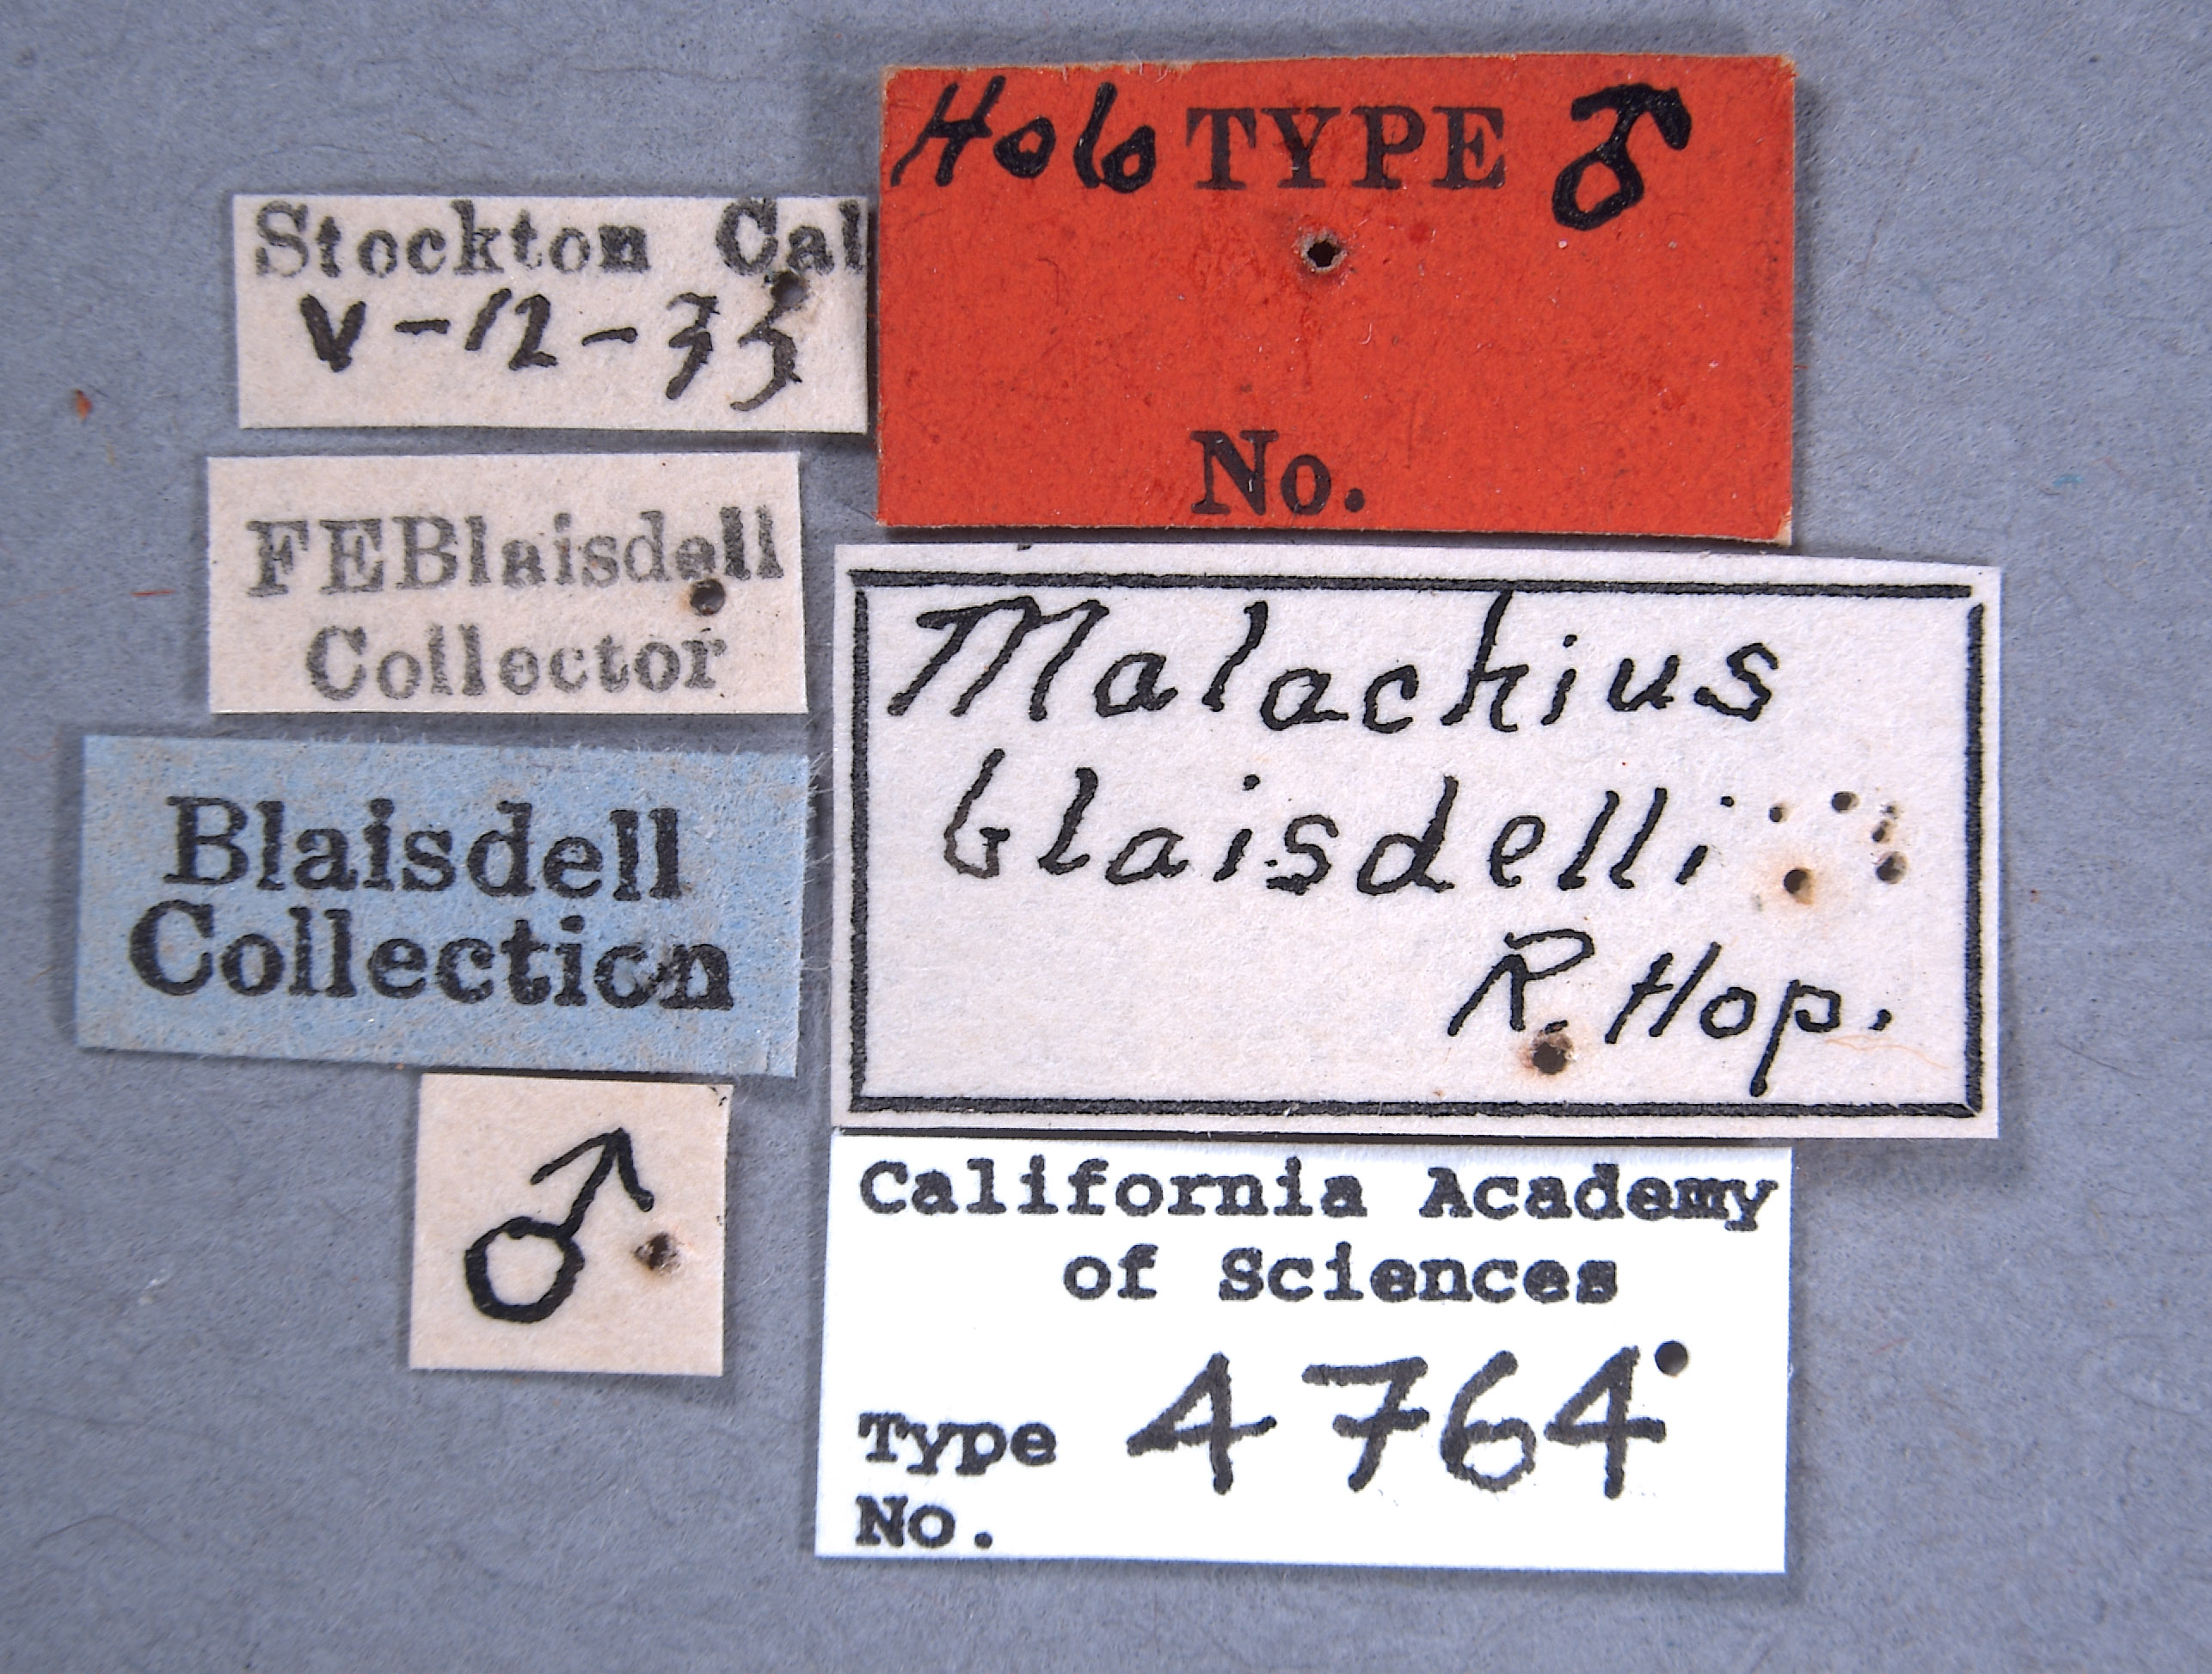 Stockton Cal
V-12-33
FEBlaisdell
Collector
Blaisdell
Collection
♂
Holo TYPE ♂
No.
Malachius
blaisdelli
R. Hop.
California Academy
of Sciences
Type 4764
No.